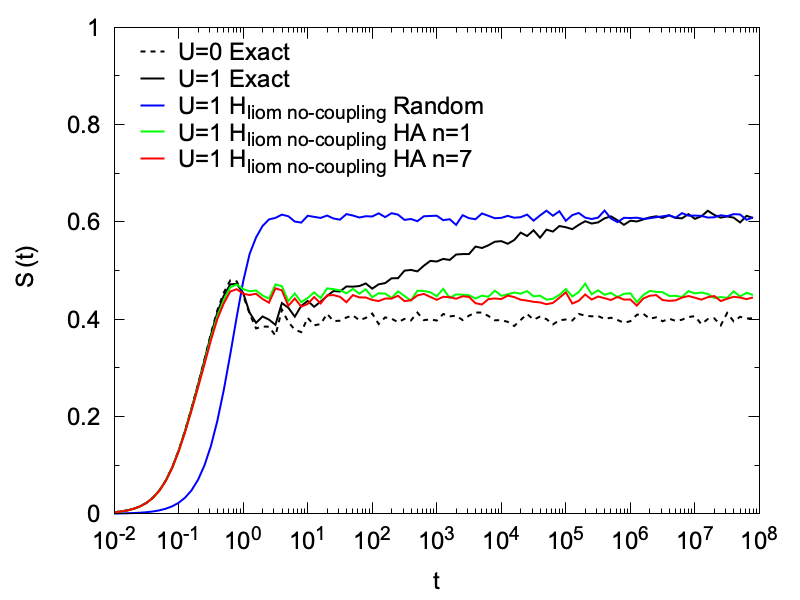 1
0.8
0.6
0.4
0.2
0
S (t)
U=0 Exact
U=1 Exact
U=1 Hliom no-coupling Random
U=1 Hliom no-coupling HA n=1
U=1 Hliom no-coupling HA n=7
10-2 10-1 100 101 102 103 104 105 106 107 108
t